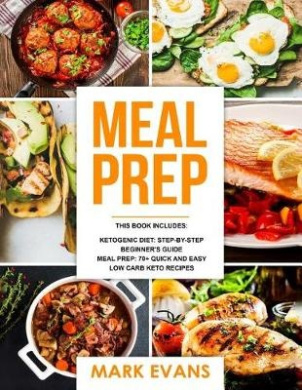 MEAL
PREP
THIS BOOK INCLUDES:
KETOGENIC DIET: STEP-BY-STEP
BEGINNER'S GUIDE
MEAL PREP: 70+ QUICK AND EASY
LOW CARB KETO RECIPES
MARK EVANS